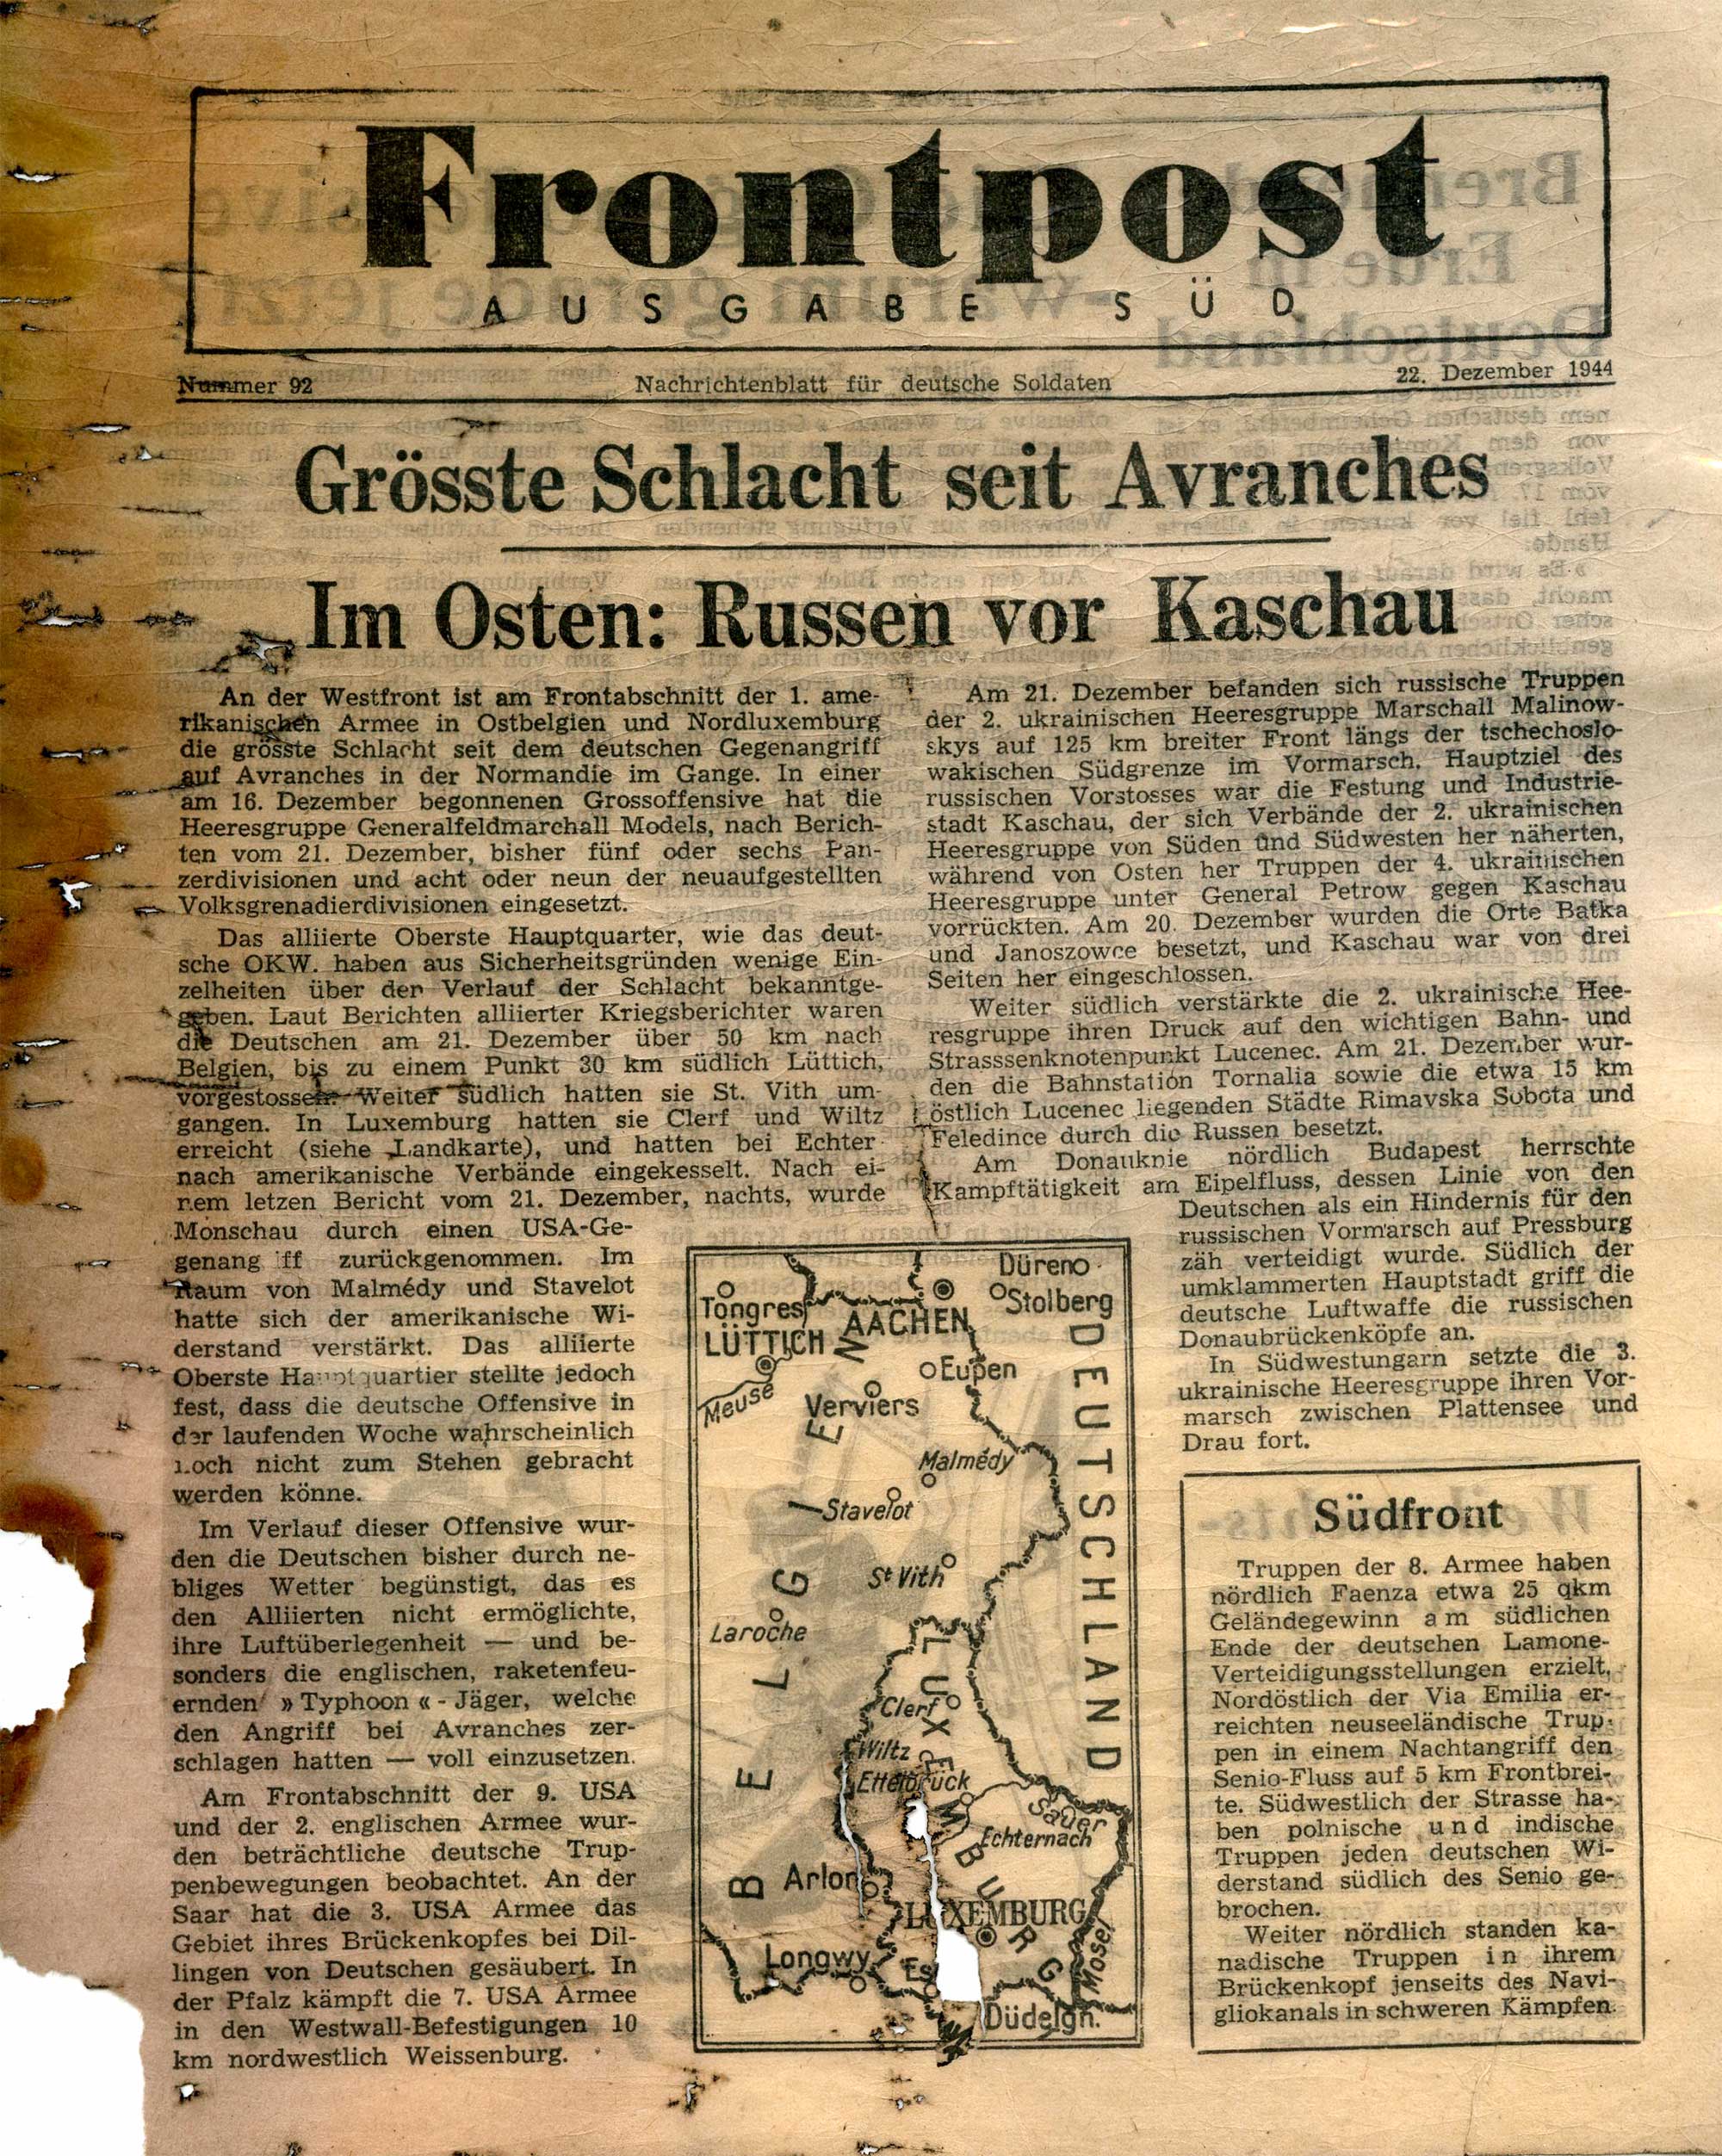 Frontpost
AUSGABE SÜD
Nummer 92 Nachrichtenblatt für deutsche Soldaten 22. Dezember 1944
Grösste Schlacht seit Avranches
Im Osten: Russen vor Kaschau
An der Westfront ist am Frontabschnitt der 1. ame-
rikanischen Armee in Ostbelgien und Nordluxemburg
die grösste Schlacht seit dem deutschen Gegenangriff
auf Avranches in der Normandie im Gange. In einer
am 16. Dezember begonnenen Grossoffensive hat die
Heeresgruppe Generalfeldmarchall Models, nach Berich-
ten vom 21. Dezember, bisher fünf oder sechs Pan-
zerdivisionen und acht oder neun der neuaufgestellten
Volksgrenadierdivisionen eingesetzt.
Das alliierte Oberste Hauptquarter, wie das deut-
sche OKW. haben aus Sicherheitsgründen wenige Ein-
zelheiten über den Verlauf der Schlacht bekanntge-
geben. Laut Berichten alliierter Kriegsberichter waren
die Deutschen am 21. Dezember über 50 km nach
Belgien, bis zu einem Punkt 30 km südlich Lüttich,
vorgestossen. Weiter südlich hatten sie St. Vith um-
gangen. In Luxemburg hatten sie Clerf und Wiltz
erreicht (siehe Landkarte), und hatten bei Echter-
nach amerikanische Verbände eingekesselt. Nach ei-
nem letzen Bericht vom 21. Dezember, nachts, wurde
Monschau durch einen USA-Ge-
genangriff zurückgenommen. Im
Raum von Malmédy und Stavelot
hatte sich der amerikanische Wi-
derstand verstärkt. Das alliierte
Oberste Hauptquartier stellte jedoch
fest, dass die deutsche Offensive in
der laufenden Woche wahrscheinlich
noch nicht zum Stehen gebracht
werden könne.
Im Verlauf dieser Offensive wur-
den die Deutschen bisher durch ne-
bliges Wetter begünstigt, das es
den Alliierten nicht ermöglichte,
ihre Luftüberlegenheit — und be-
sonders die englischen, raketenfeu-
ernden » Typhoon « - Jäger, welche
den Angriff bei Avranches zer-
schlagen hatten — voll einzusetzen.
Am Frontabschnitt der 9. USA
und der 2. englischen Armee wur-
den beträchtliche deutsche Trup-
penbewegungen beobachtet. An der
Saar hat die 3. USA Armee das
Gebiet ihres Brückenkopfes bei Dil-
lingen von Deutschen gesäubert. In
der Pfalz kämpft die 7. USA Armee
in den Westwall-Befestigungen 10
km nordwestlich Weissenburg.
Am 21. Dezember befanden sich russische Truppen
der 2. ukrainischen Heeresgruppe Marschall Malinow-
skys auf 125 km breiter Front längs der tschechoslo-
wakischen Südgrenze im Vormarsch. Hauptziel des
russischen Vorstosses war die Festung und Industrie-
stadt Kaschau, der sich Verbände der 2. ukrainischen
Heeresgruppe von Süden und Südwesten her näherten,
während von Osten her Truppen der 4. ukrainischen
Heeresgruppe unter General Petrow gegen Kaschau
vorrückten. Am 20. Dezember wurden die Orte Batka
und Janoszowce besetzt, und Kaschau war von drei
Seiten her eingeschlossen.
Weiter südlich verstärkte die 2. ukrainische Hee-
resgruppe ihren Druck auf den wichtigen Bahn- und
Strasssenknotenpunkt Lucenec. Am 21. Dezember wur-
den die Bahnstation Tornalia sowie die etwa 15 km
östlich Lucenec liegenden Städte Rimavska Sobota und
Feledince durch die Russen besetzt.
Am Donauknie nördlich Budapest herrschte
Kampftätigkeit am Eipelfluss, dessen Linie von den
Deutschen als ein Hindernis für den
russischen Vormarsch auf Pressburg
zäh verteidigt wurde. Südlich der
umklammerten Hauptstadt griff die
deutsche Luftwaffe die russischen
Donaubrückenköpfe an.
In Südwestungarn setzte die 3.
ukrainische Heeresgruppe ihren Vor-
marsch zwischen Plattensee und
Drau fort.
Düren
Tongres
Stolberg
LÜTTICH
AACHEN
Eupen
Meuse
Verviers
Malmédy
Stavelot
St Vith
Laroche
Clerf
Wiltz
Ettelbrück
Sauer
Echternach
Arlon
LUXEMBURG
Mosel
Longwy
Düdelgn.
BELGIEN
LUXEMBURG
DEUTSCHLAND
Südfront
Truppen der 8. Armee haben
nördlich Faenza etwa 25 qkm
Geländegewinn am südlichen
Ende der deutschen Lamone-
Verteidigungsstellungen erzielt.
Nordöstlich der Via Emilia er-
reichten neuseeländische Trup-
pen in einem Nachtangriff den
Senio-Fluss auf 5 km Frontbrei-
te. Südwestlich der Strasse ha-
ben polnische und indische
Truppen jeden deutschen Wi-
derstand südlich des Senio ge-
brochen.
Weiter nördlich standen ka-
nadische Truppen in ihrem
Brückenkopf jenseits des Navi-
gliokanals in schweren Kämpfen.